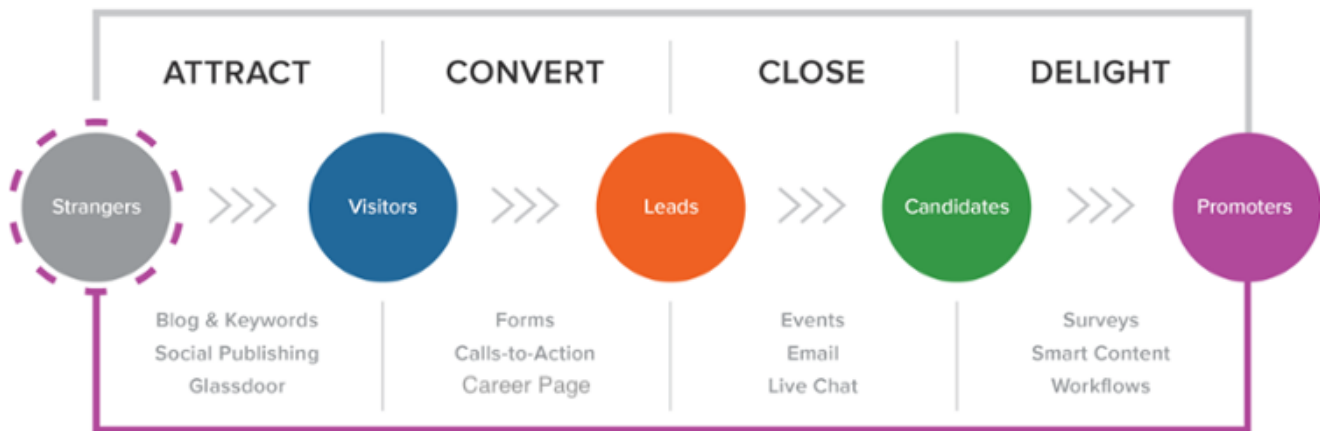 ATTRACT
CONVERT
CLOSE
DELIGHT
Strangers
Visitors
Leads
Candidates
Promoters
Blog & Keywords
Social Publishing
Glassdoor
Forms
Calls-to-Action
Career Page
Events
Email
Live Chat
Surveys
Smart Content
Workflows